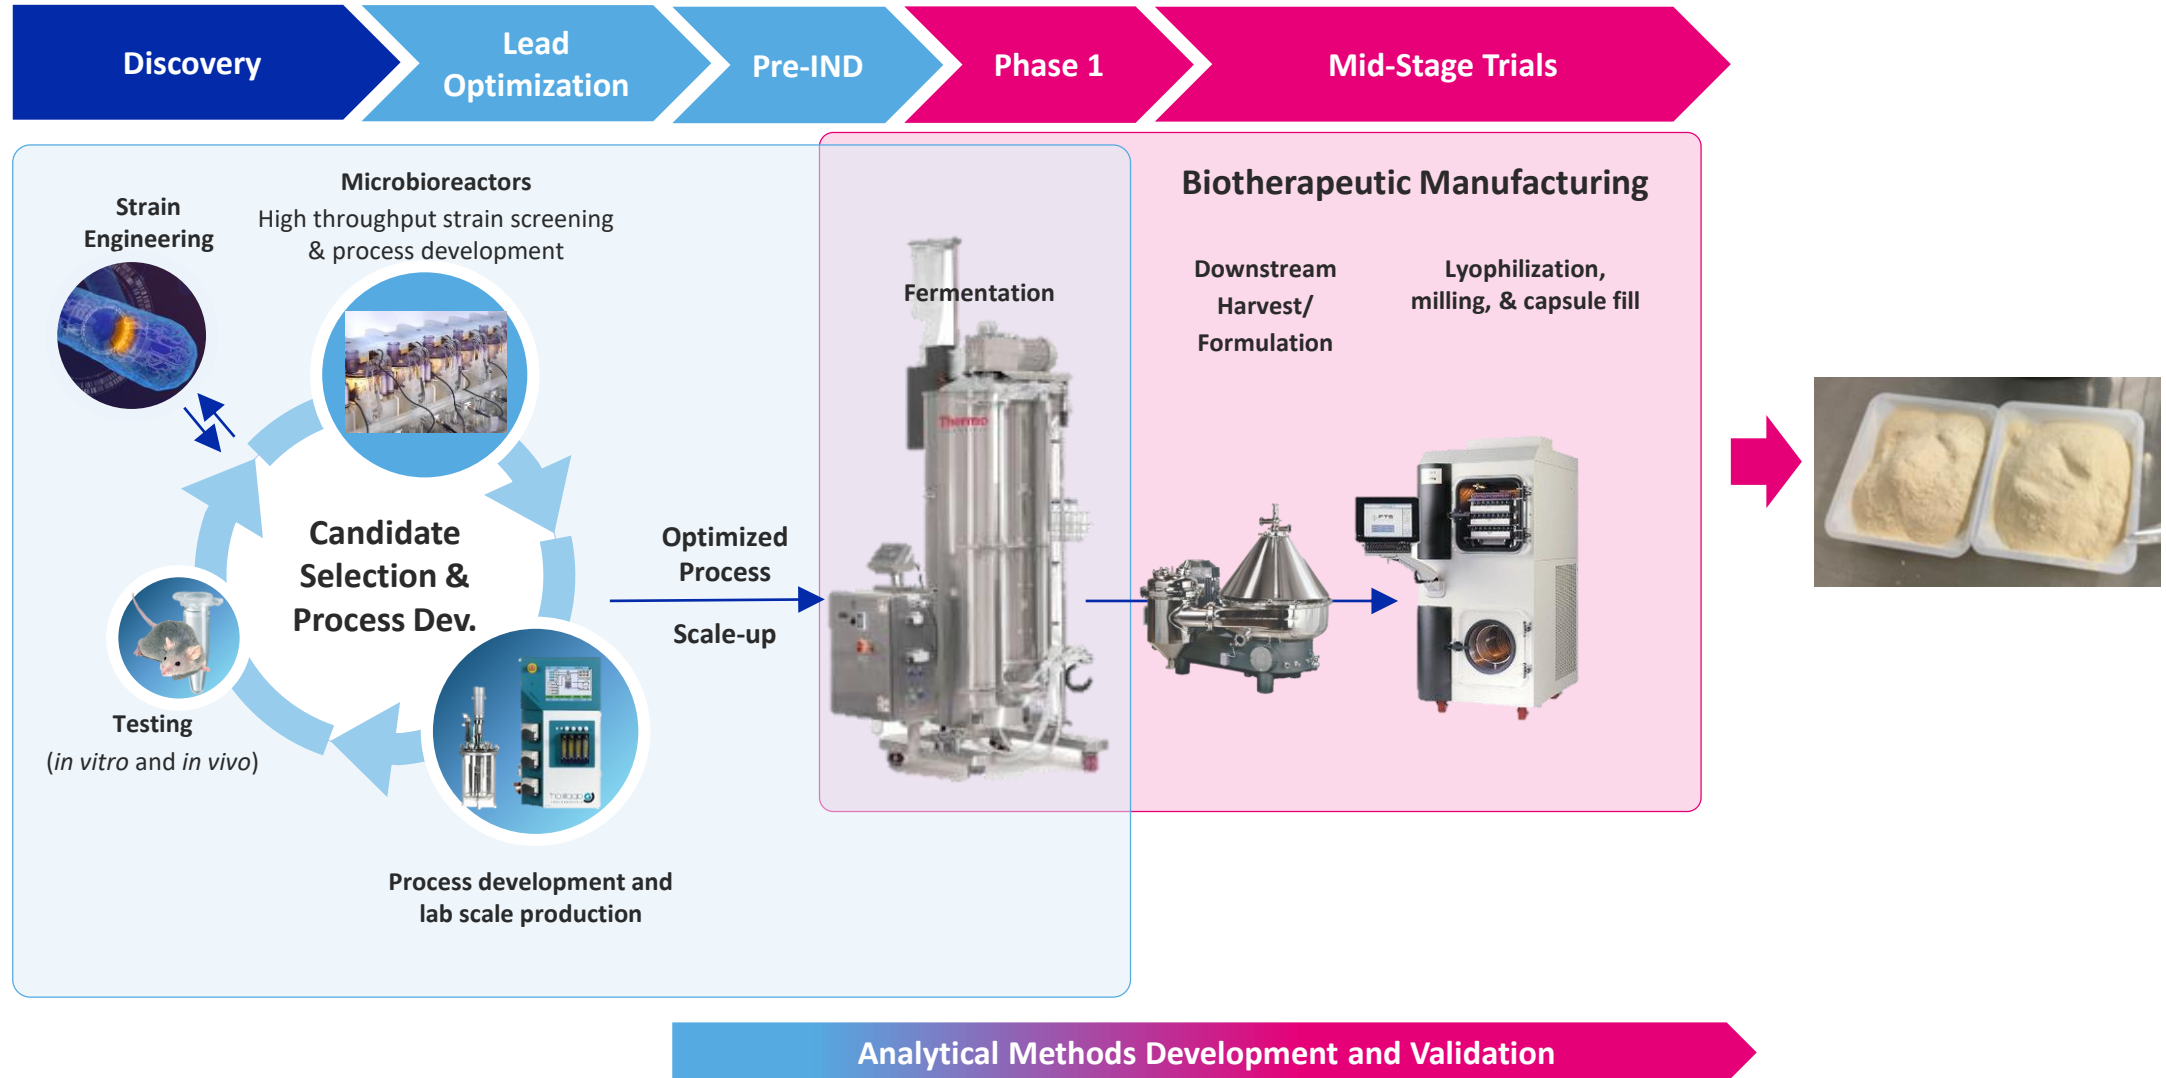 Discovery
Lead
Optimization
Pre-IND
Phase 1
Mid-Stage Trials
Microbioreactors
High throughput strain screening
& process development
Strain
Engineering
Candidate
Selection &
Process Dev.
Testing
(in vitro and in vivo)
Process development and
lab scale production
Optimized
Process
Scale-up
Biotherapeutic Manufacturing
Fermentation
Thermo
Downstream
Harvest/
Formulation
Lyophilization,
milling, & capsule fill
Analytical Methods Development and Validation